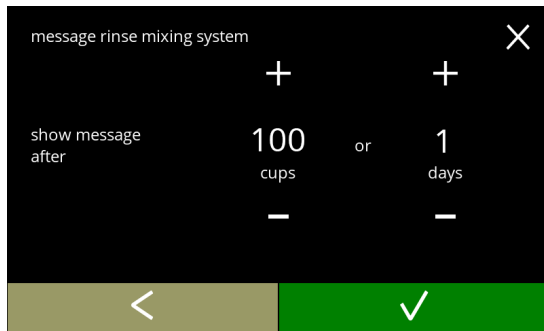 message rinse mixing system
show message
after
100
cups
or
1
days